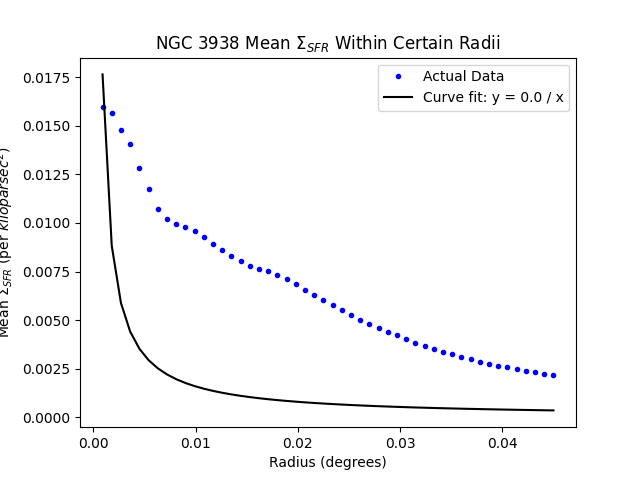 NGC 3938 Mean Σ_SFR Within Certain Radii
Actual Data
Curve fit: y = 0.0 / x
Mean Σ_SFR (per kiloparsec²)
0.0175
0.0150
0.0125
0.0100
0.0075
0.0050
0.0025
0.0000
0.00 0.01 0.02 0.03 0.04
Radius (degrees)